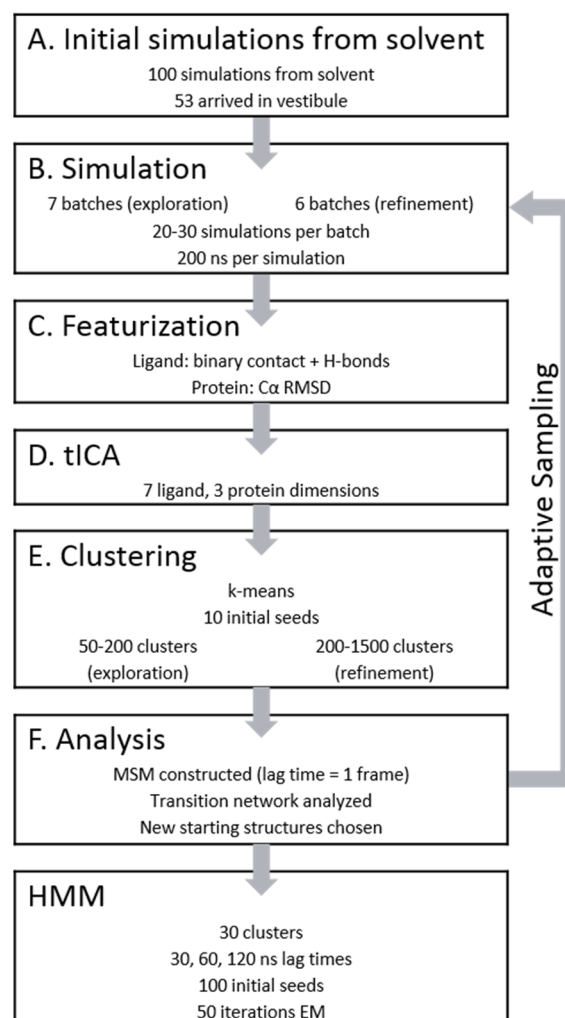 A. Initial simulations from solvent
100 simulations from solvent
53 arrived in vestibule
B. Simulation
7 batches (exploration) 6 batches (refinement)
20-30 simulations per batch
200 ns per simulation
C. Featurization
Ligand: binary contact + H-bonds
Protein: Cα RMSD
D. tICA
7 ligand, 3 protein dimensions
E. Clustering
k-means
10 initial seeds
50-200 clusters 200-1500 clusters
(exploration) (refinement)
F. Analysis
MSM constructed (lag time = 1 frame)
Transition network analyzed
New starting structures chosen
Adaptive Sampling
HMM
30 clusters
30, 60, 120 ns lag times
100 initial seeds
50 iterations EM